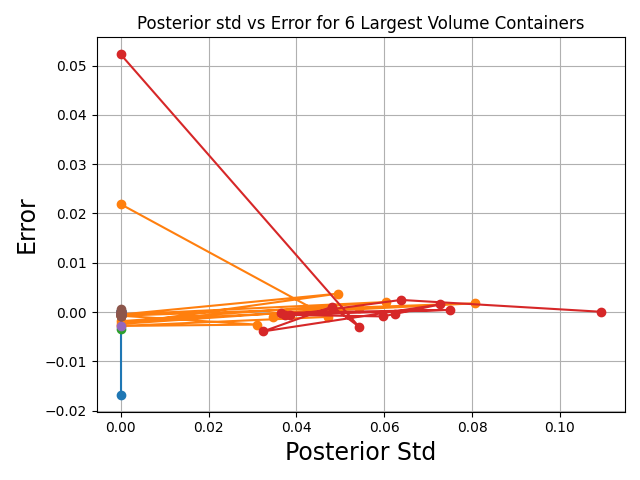 Posterior std vs Error for 6 Largest Volume Containers
0.05
0.04
0.03
0.02
0.01
0.00
−0.01
−0.02
Error
0.00 0.02 0.04 0.06 0.08 0.10
Posterior Std